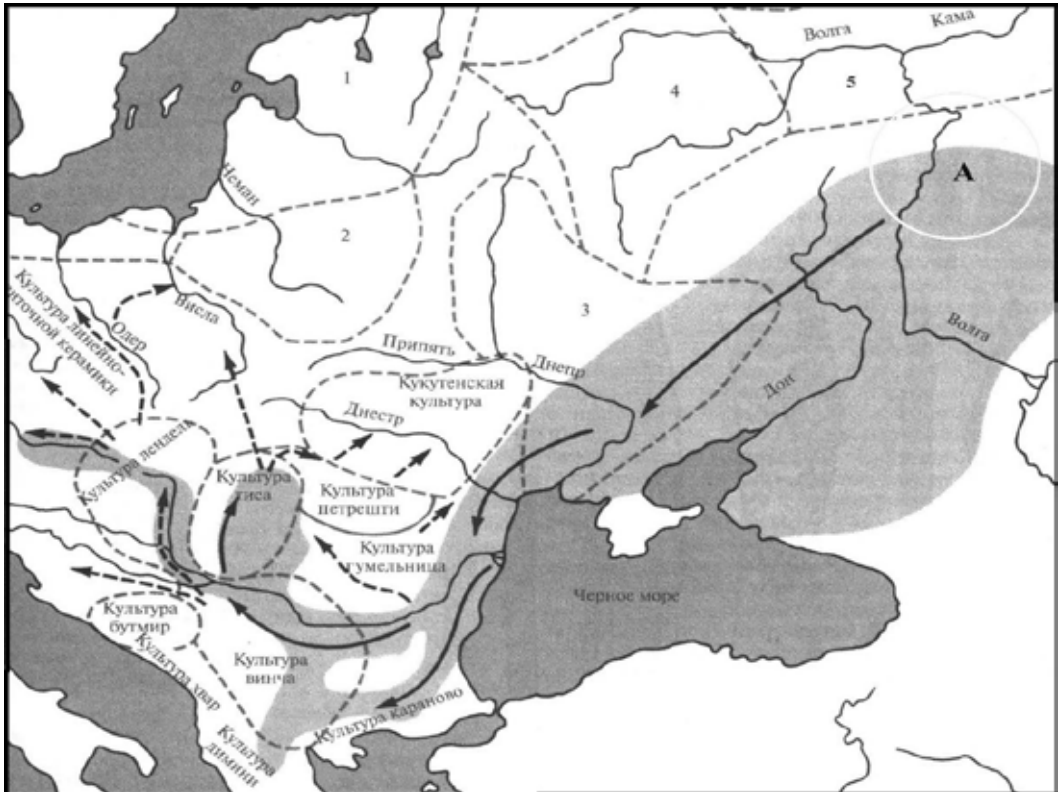 Волга
Кама
1
4
5
А
Неман
2
3
Культура линейно-
ленточной керамики
Одер
Висла
Припять
Днепр
Волга
Кукутенская
культура
Дон
Днестр
Культура лендель
Культура
тиса
Культура
петрешти
Культура
гумельница
Черное море
Культура
бутмир
Культура
винча
Культура хвар
Культура караново
Культура
димини